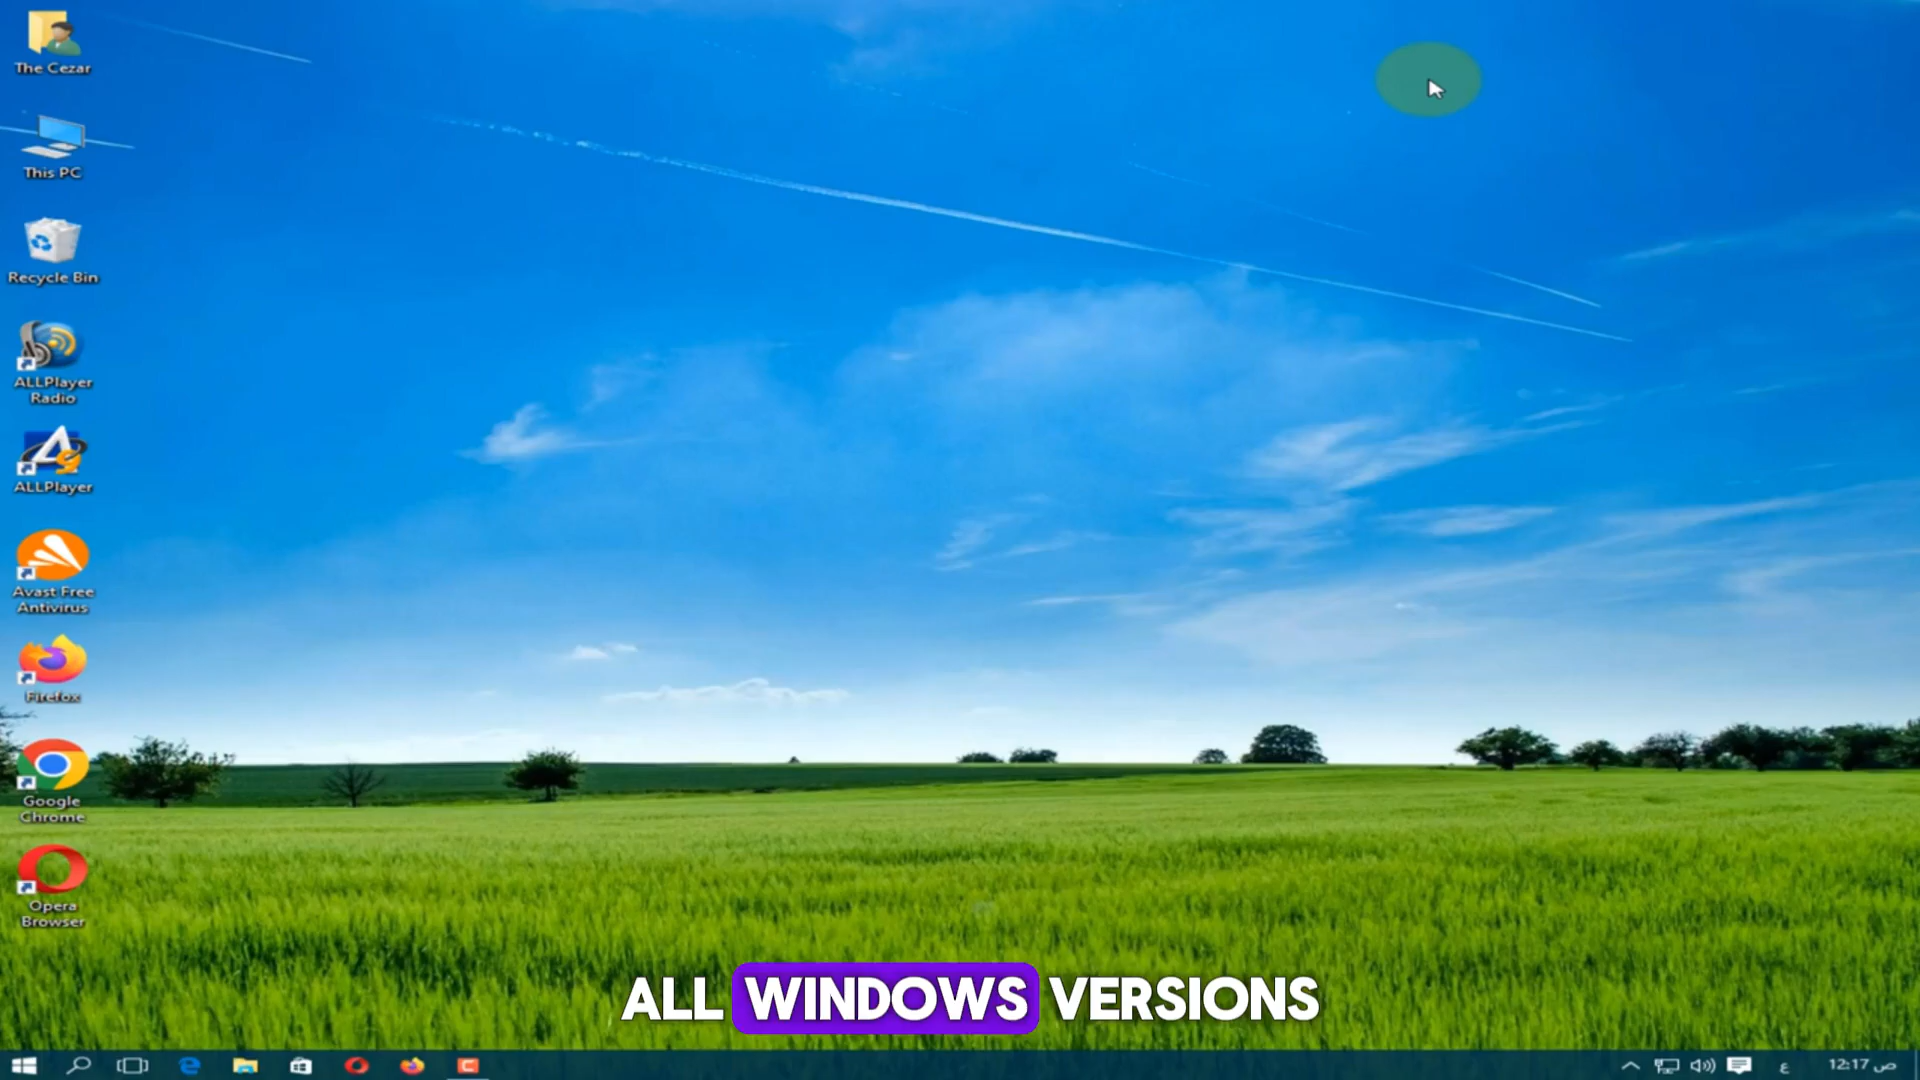 The Cezar
This PC
Recycle Bin
ALLPlayer
Radio
ALLPlayer
Avast Free
Antivirus
Firefox
Google
Chrome
Opera
Browser
ALL WINDOWS VERSIONS
ع
12:17 ص